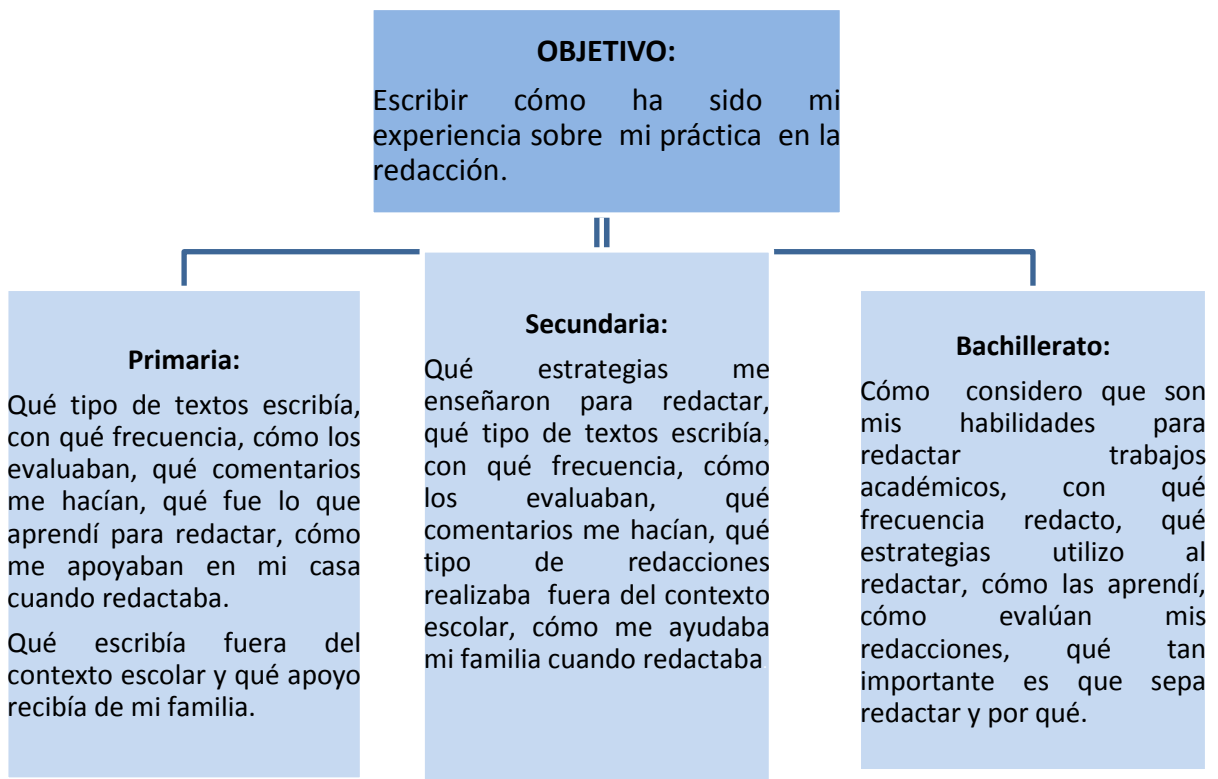 OBJETIVO:
Escribir cómo ha sido mi
experiencia sobre mi práctica en la
redacción.
Primaria:
Qué tipo de textos escribía,
con qué frecuencia, cómo los
evaluaban, qué comentarios
me hacían, qué fue lo que
aprendí para redactar, cómo
me apoyaban en mi casa
cuando redactaba.
Qué escribía fuera del
contexto escolar y qué apoyo
recibía de mi familia.
Secundaria:
Qué estrategias me
enseñaron para redactar,
qué tipo de textos escribía,
con qué frecuencia, cómo
los evaluaban, qué
comentarios me hacían, qué
tipo de redacciones
realizaba fuera del contexto
escolar, cómo me ayudaba
mi familia cuando redactaba
Bachillerato:
Cómo considero que son
mis habilidades para
redactar trabajos
académicos, con qué
frecuencia redacto, qué
estrategias utilizo al
redactar, cómo las aprendí,
cómo evalúan mis
redacciones, qué tan
importante es que sepa
redactar y por qué.